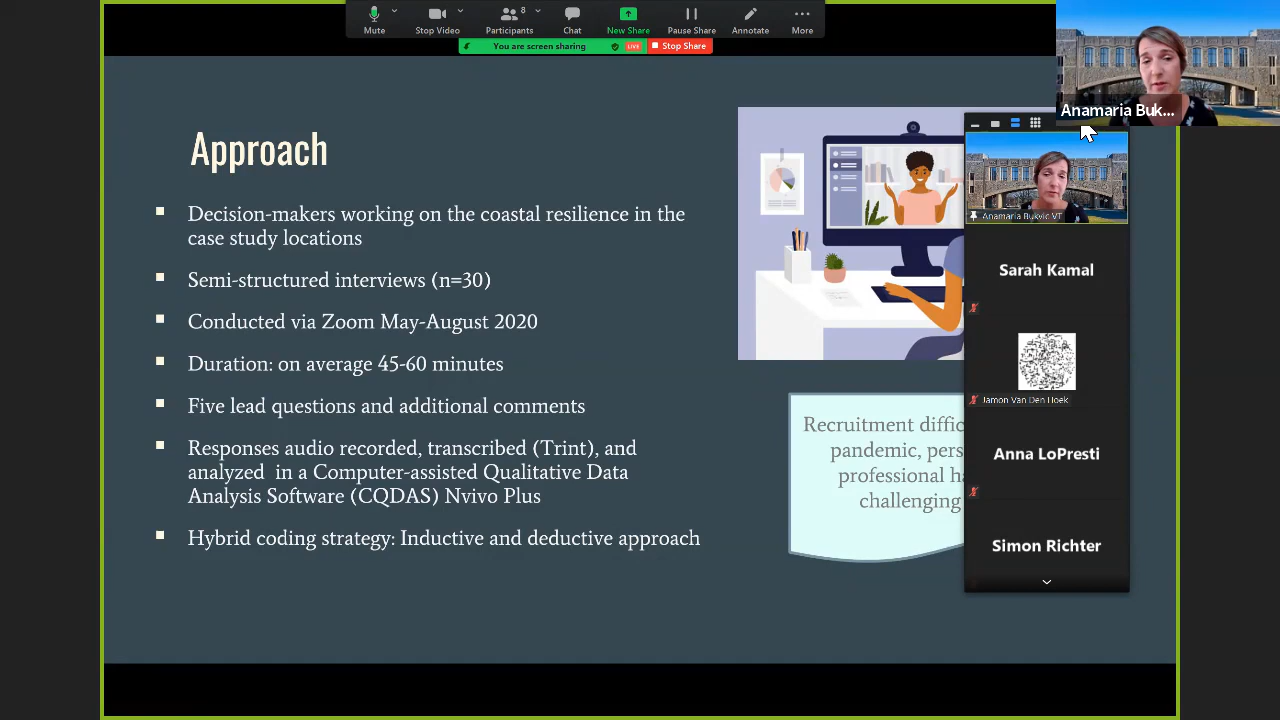 Mute
Stop Video
8
Participants
Chat
New Share
Pause Share
Annotate
More
You are screen sharing
LIVE
Stop Share
Anamaria Buk...
Approach
Decision-makers working on the coastal resilience in the
case study locations
Semi-structured interviews (n=30)
Conducted via Zoom May-August 2020
Duration: on average 45-60 minutes
Five lead questions and additional comments
Responses audio recorded, transcribed (Trint), and
analyzed in a Computer-assisted Qualitative Data
Analysis Software (CQDAS) Nvivo Plus
Hybrid coding strategy: Inductive and deductive approach
Recruitment
pandemic,
professional
challenging
Anamaria Bukvic VT
Sarah Kamal
Jamon Van Den Hoek
Anna LoPresti
Simon Richter